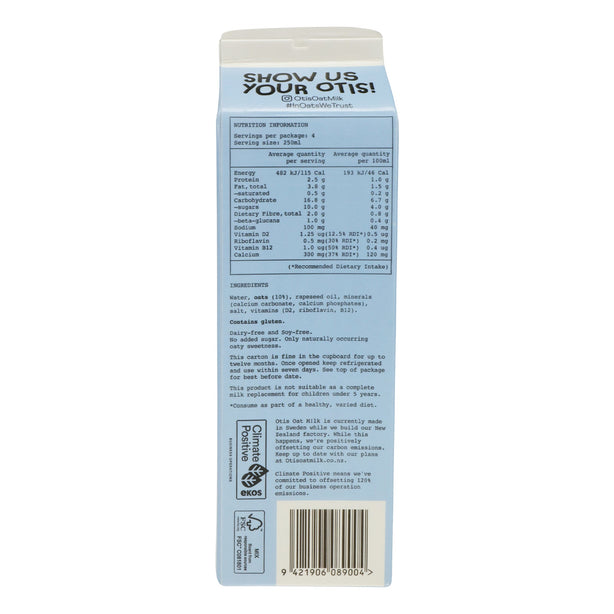 SHOW US
YOUR OTIS!
OtisOatMilk
#InOatsWeTrust
NUTRITION INFORMATION
Servings per package: 4
Serving size: 250ml
Average quantity per serving Average quantity per 100ml
Energy 482 kJ/115 Cal 193 kJ/46 Cal
Protein 2.5 g 1.0 g
Fat, total 3.8 g 1.5 g
—saturated 0.5 g 0.2 g
Carbohydrate 16.8 g 6.7 g
—sugars 10.0 g 4.0 g
Dietary Fibre, total 2.0 g 0.8 g
—beta-glucans 1.0 g 0.4 g
Sodium 100 mg 40 mg
Vitamin D2 1.25 ug(12.5% RDI*) 0.5 ug
Riboflavin 0.5 mg(30% RDI*) 0.2 mg
Vitamin B12 1.0 ug(50% RDI*) 0.4 ug
Calcium 300 mg(37% RDI*) 120 mg
(*Recommended Dietary Intake)
INGREDIENTS
Water, oats (10%), rapeseed oil, minerals
(calcium carbonate, calcium phosphates),
salt, vitamins (D2, riboflavin, B12).
Contains gluten.
Dairy-free and Soy-free.
No added sugar. Only naturally occurring
oaty sweetness.
This carton is fine in the cupboard for up to
twelve months. Once opened keep refrigerated
and use within seven days. See top of package
for best before date.
This product is not suitable as a complete
milk replacement for children under 5 years.
*Consume as part of a healthy, varied diet.
Climate
Positive
ekos
BUSINESS OPERATIONS
Otis Oat Milk is currently made
in Sweden while we build our New
Zealand factory. While this
happens, we're positively
offsetting our carbon emissions.
Keep up to date with our plans
at Otisoatmilk.co.nz.
Climate Positive means we've
committed to offsetting 120%
of our business operation
emissions.
FSC
MIX
9 421906 089004 >